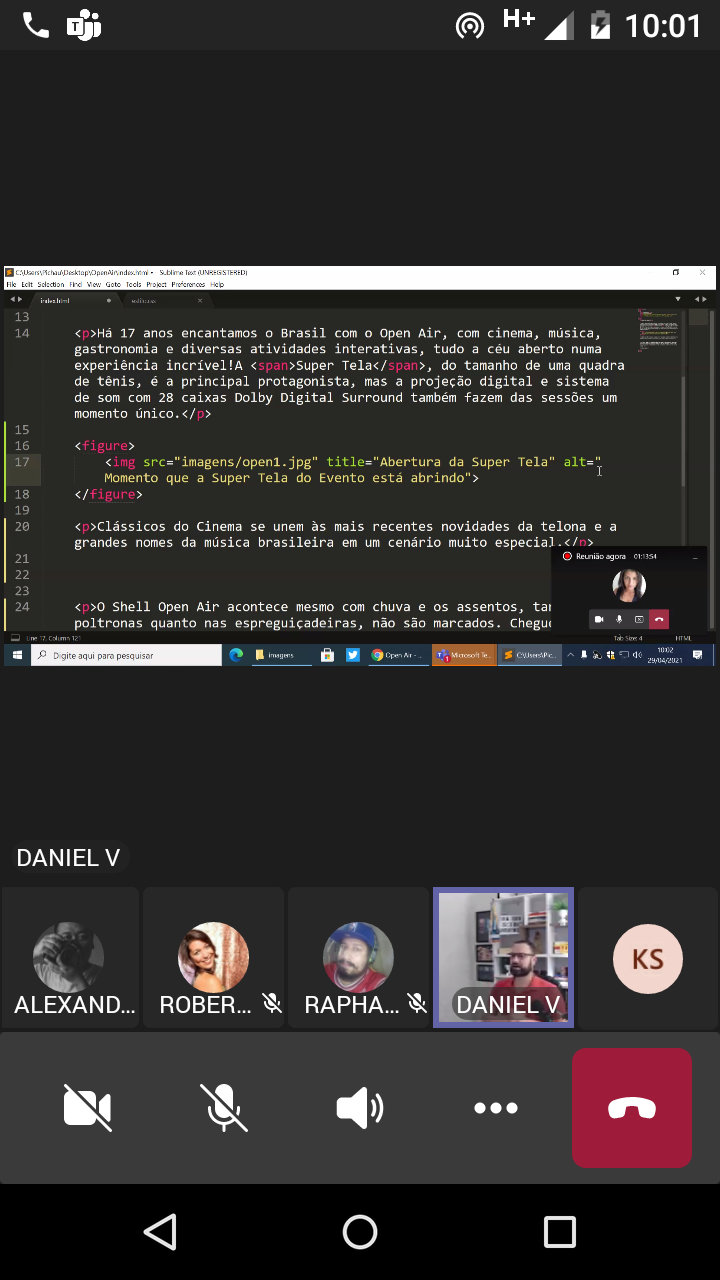 H+ 10:01
C:\Users\Pichau\Desktop\OpenAir\index.html • - Sublime Text (UNREGISTERED)
File Edit Selection Find View Goto Tools Project Preferences Help
index.html
estilo.css
13
14 <p>Há 17 anos encantamos o Brasil com o Open Air, com cinema, música,
gastronomia e diversas atividades interativas, tudo a céu aberto numa
experiência incrível!A <span>Super Tela</span>, do tamanho de uma quadra
de tênis, é a principal protagonista, mas a projeção digital e sistema
de som com 28 caixas Dolby Digital Surround também fazem das sessões um
momento único.</p>
15
16 <figure>
17 <img src="imagens/open1.jpg" title="Abertura da Super Tela" alt="
Momento que a Super Tela do Evento está abrindo">
18 </figure>
19
20 <p>Clássicos do Cinema se unem às mais recentes novidades da telona e a
grandes nomes da música brasileira em um cenário muito especial.</p>
21
22
23
24 <p>O Shell Open Air acontece mesmo com chuva e os assentos, tan
poltronas quanto nas espreguiçadeiras, não são marcados. Chegue
Reunião agora 01:13:54
Line 17, Column 121
Tab Size: 4
HTML
Digite aqui para pesquisar
imagens
Open Air - ...
Microsoft Te...
C:\Users\Pic...
10:02
29/04/2021
DANIEL V
ALEXAND...
ROBER...
RAPHA...
DANIEL V
KS